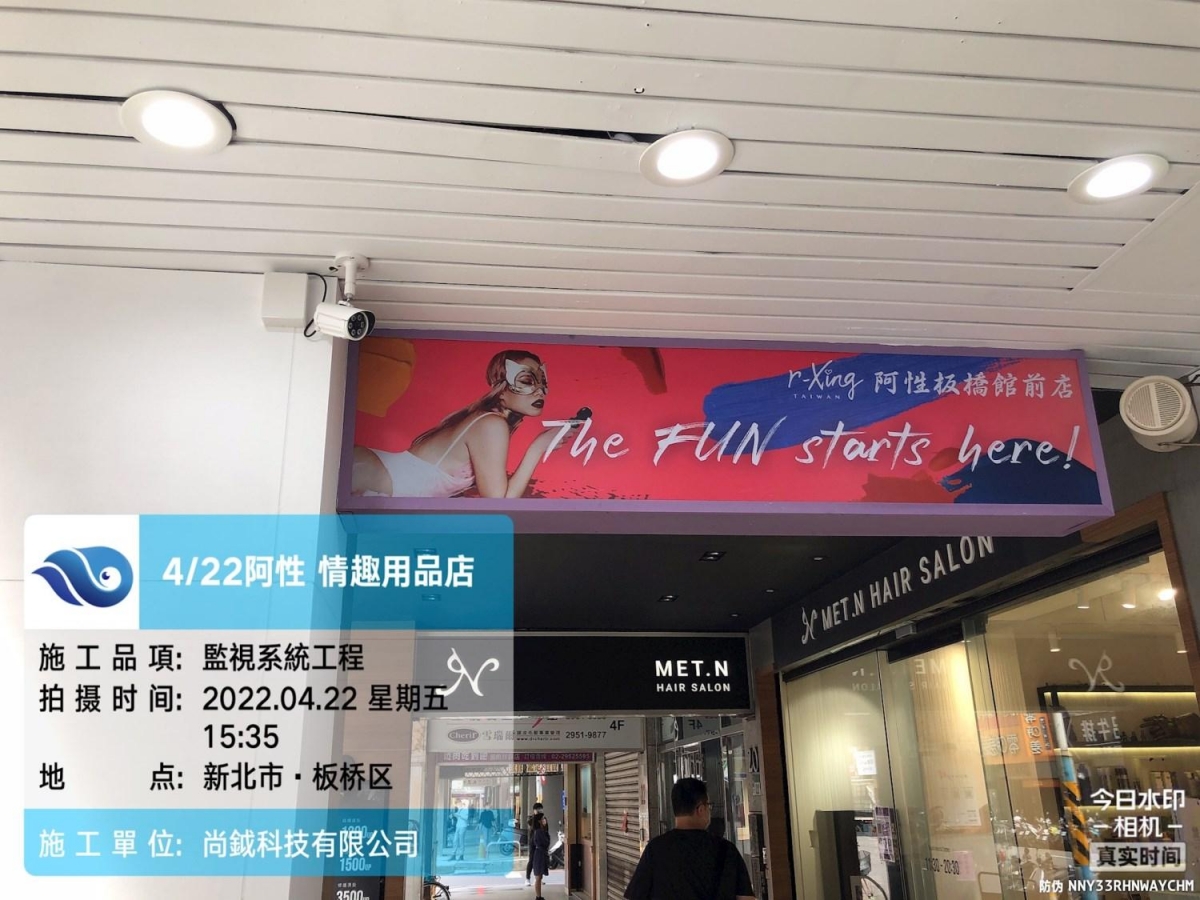 r-Xing
TAIWAN
阿性板橋館前店
The FUN starts here!
MET.N HAIR SALON
4/22阿性 情趣用品店
施工品項: 監視系統工程
拍摄时间: 2022.04.22 星期五
15:35
地點: 新北市·板桥区
施工單位: 尚鉞科技有限公司
MET.N
HAIR SALON
4F
Cherif
2951-9877
1500
3500
今日水印
相机
真实时间
防伪 NNY33RHNWAYCHM